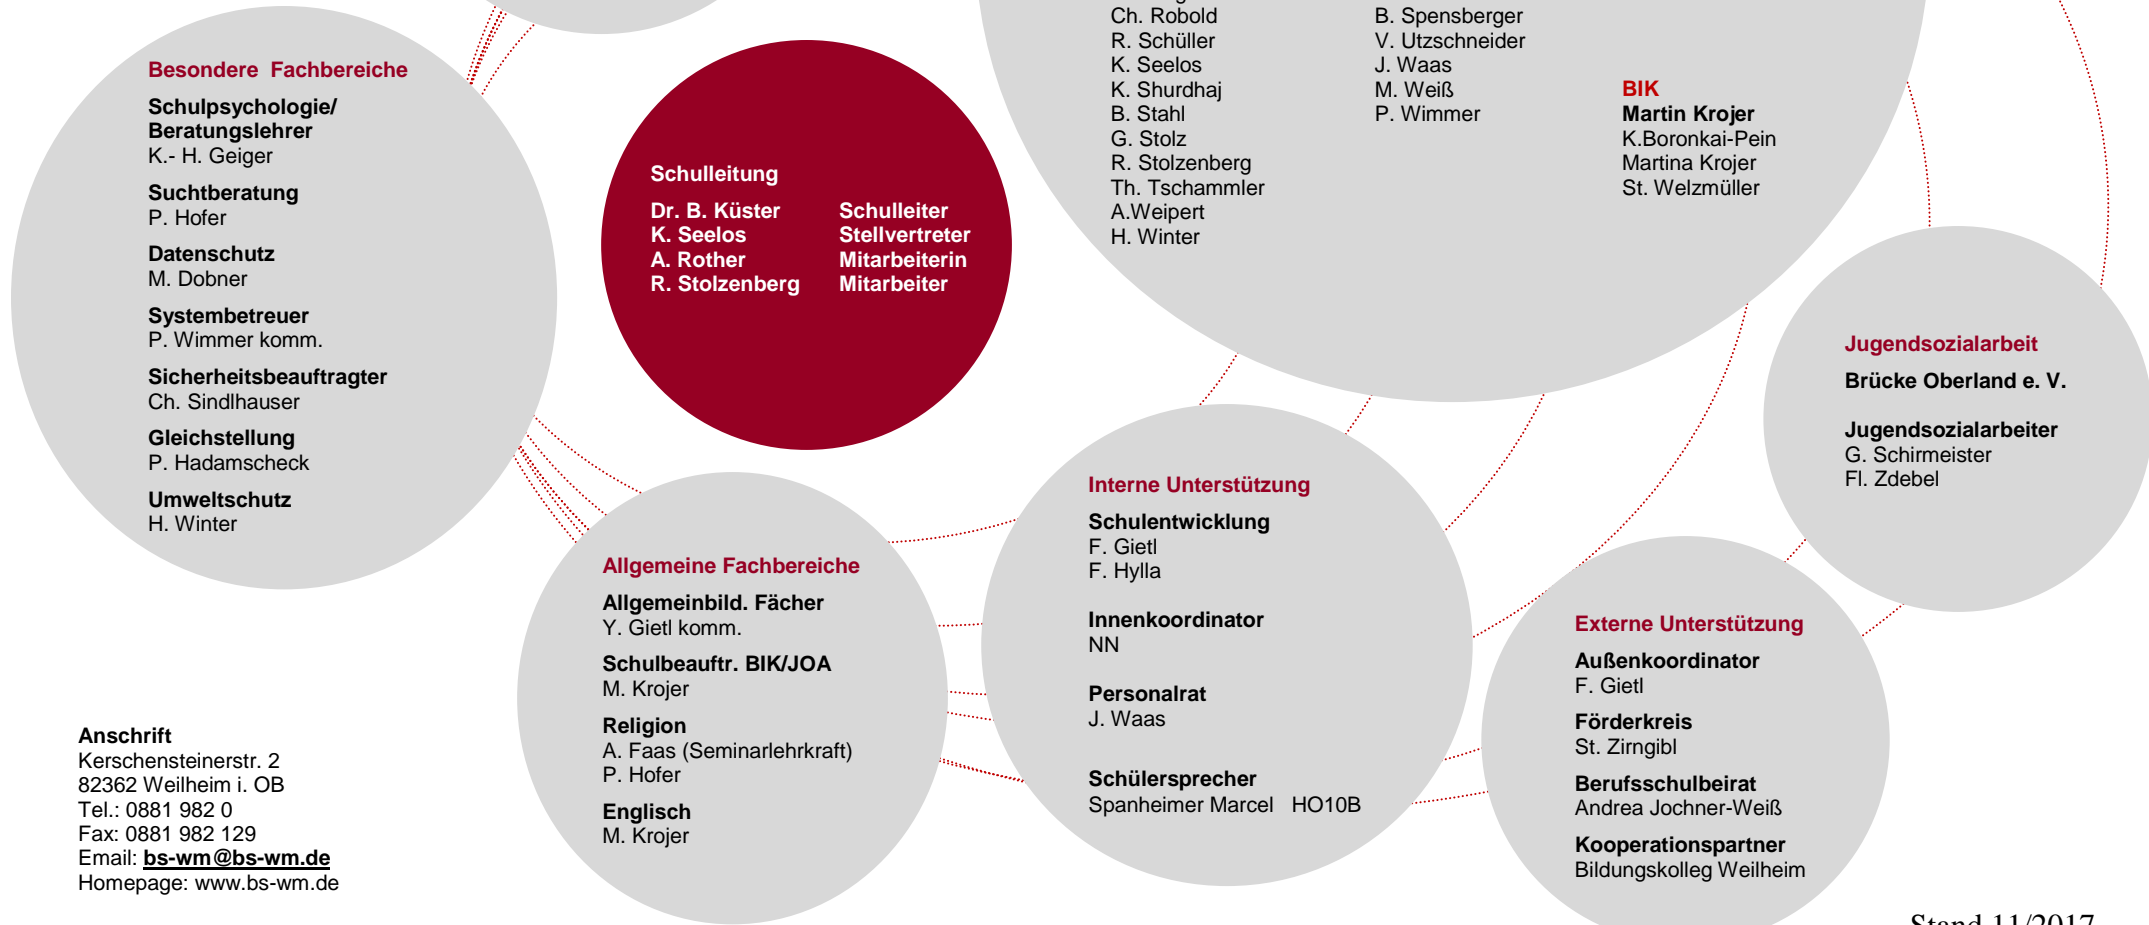 Ch. Robold
R. Schüller
K. Seelos
K. Shurdhaj
B. Stahl
G. Stolz
R. Stolzenberg
Th. Tschammler
A.Weipert
H. Winter
B. Spensberger
V. Utzschneider
J. Waas
M. Weiß
P. Wimmer
BIK
Martin Krojer
K.Boronkai-Pein
Martina Krojer
St. Welzmüller
Besondere Fachbereiche
Schulpsychologie/
Beratungslehrer
K.- H. Geiger
Suchtberatung
P. Hofer
Datenschutz
M. Dobner
Systembetreuer
P. Wimmer komm.
Sicherheitsbeauftragter
Ch. Sindlhauser
Gleichstellung
P. Hadamscheck
Umweltschutz
H. Winter
Schulleitung
Dr. B. Küster Schulleiter
K. Seelos Stellvertreter
A. Rother Mitarbeiterin
R. Stolzenberg Mitarbeiter
Jugendsozialarbeit
Brücke Oberland e. V.
Jugendsozialarbeiter
G. Schirmeister
Fl. Zdebel
Allgemeine Fachbereiche
Allgemeinbild. Fächer
Y. Gietl komm.
Schulbeauftr. BIK/JOA
M. Krojer
Religion
A. Faas (Seminarlehrkraft)
P. Hofer
Englisch
M. Krojer
Interne Unterstützung
Schulentwicklung
F. Gietl
F. Hylla
Innenkoordinator
NN
Personalrat
J. Waas
Schülersprecher
Spanheimer Marcel HO10B
Externe Unterstützung
Außenkoordinator
F. Gietl
Förderkreis
St. Zirngibl
Berufsschulbeirat
Andrea Jochner-Weiß
Kooperationspartner
Bildungskolleg Weilheim
Anschrift
Kerschensteinerstr. 2
82362 Weilheim i. OB
Tel.: 0881 982 0
Fax: 0881 982 129
Email: bs-wm@bs-wm.de
Homepage: www.bs-wm.de
Stand 11/2017